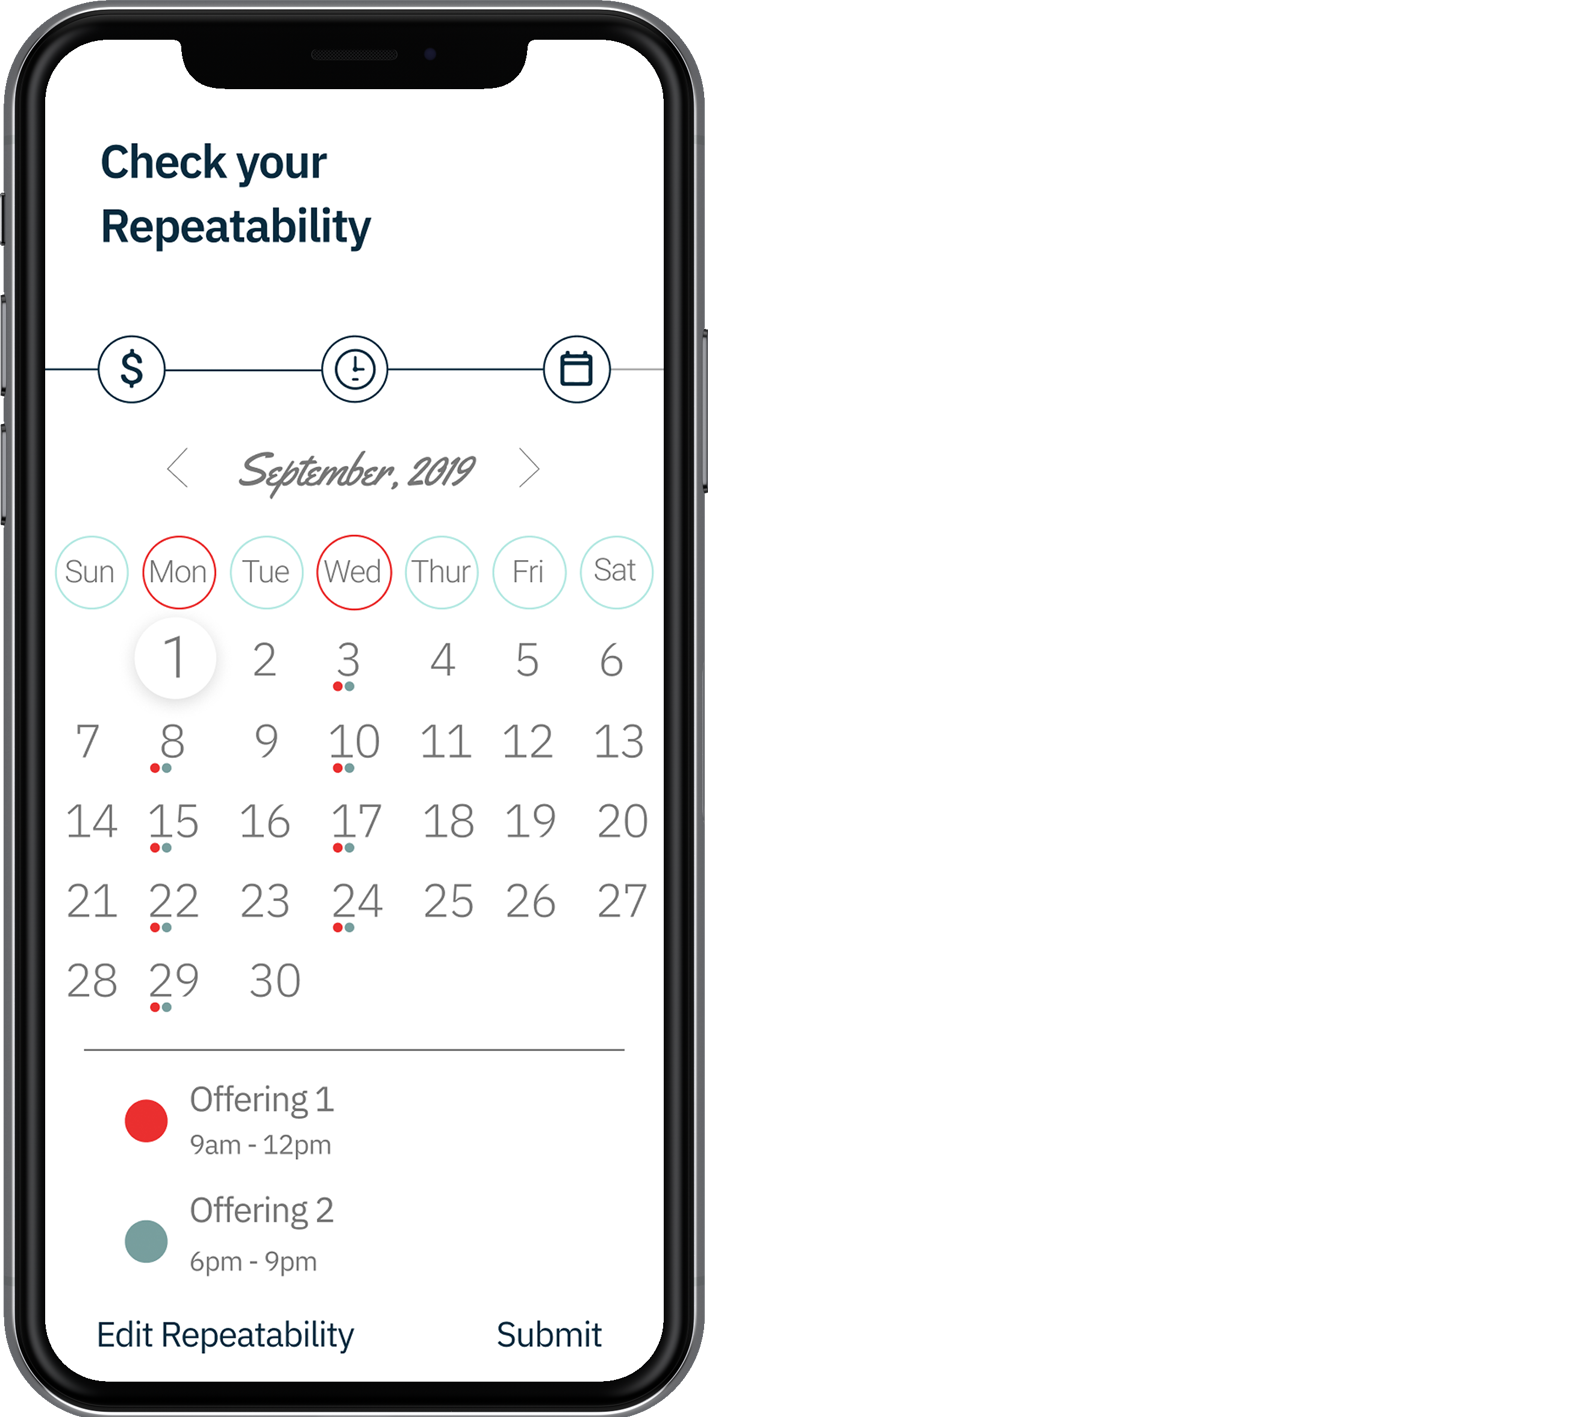 Check your
Repeatability
$
September, 2019
Sun Mon Tue Wed Thur Fri Sat
1 2 3 4 5 6
7 8 9 10 11 12 13
14 15 16 17 18 19 20
21 22 23 24 25 26 27
28 29 30
Offering 1
9am - 12pm
Offering 2
6pm - 9pm
Edit Repeatability Submit